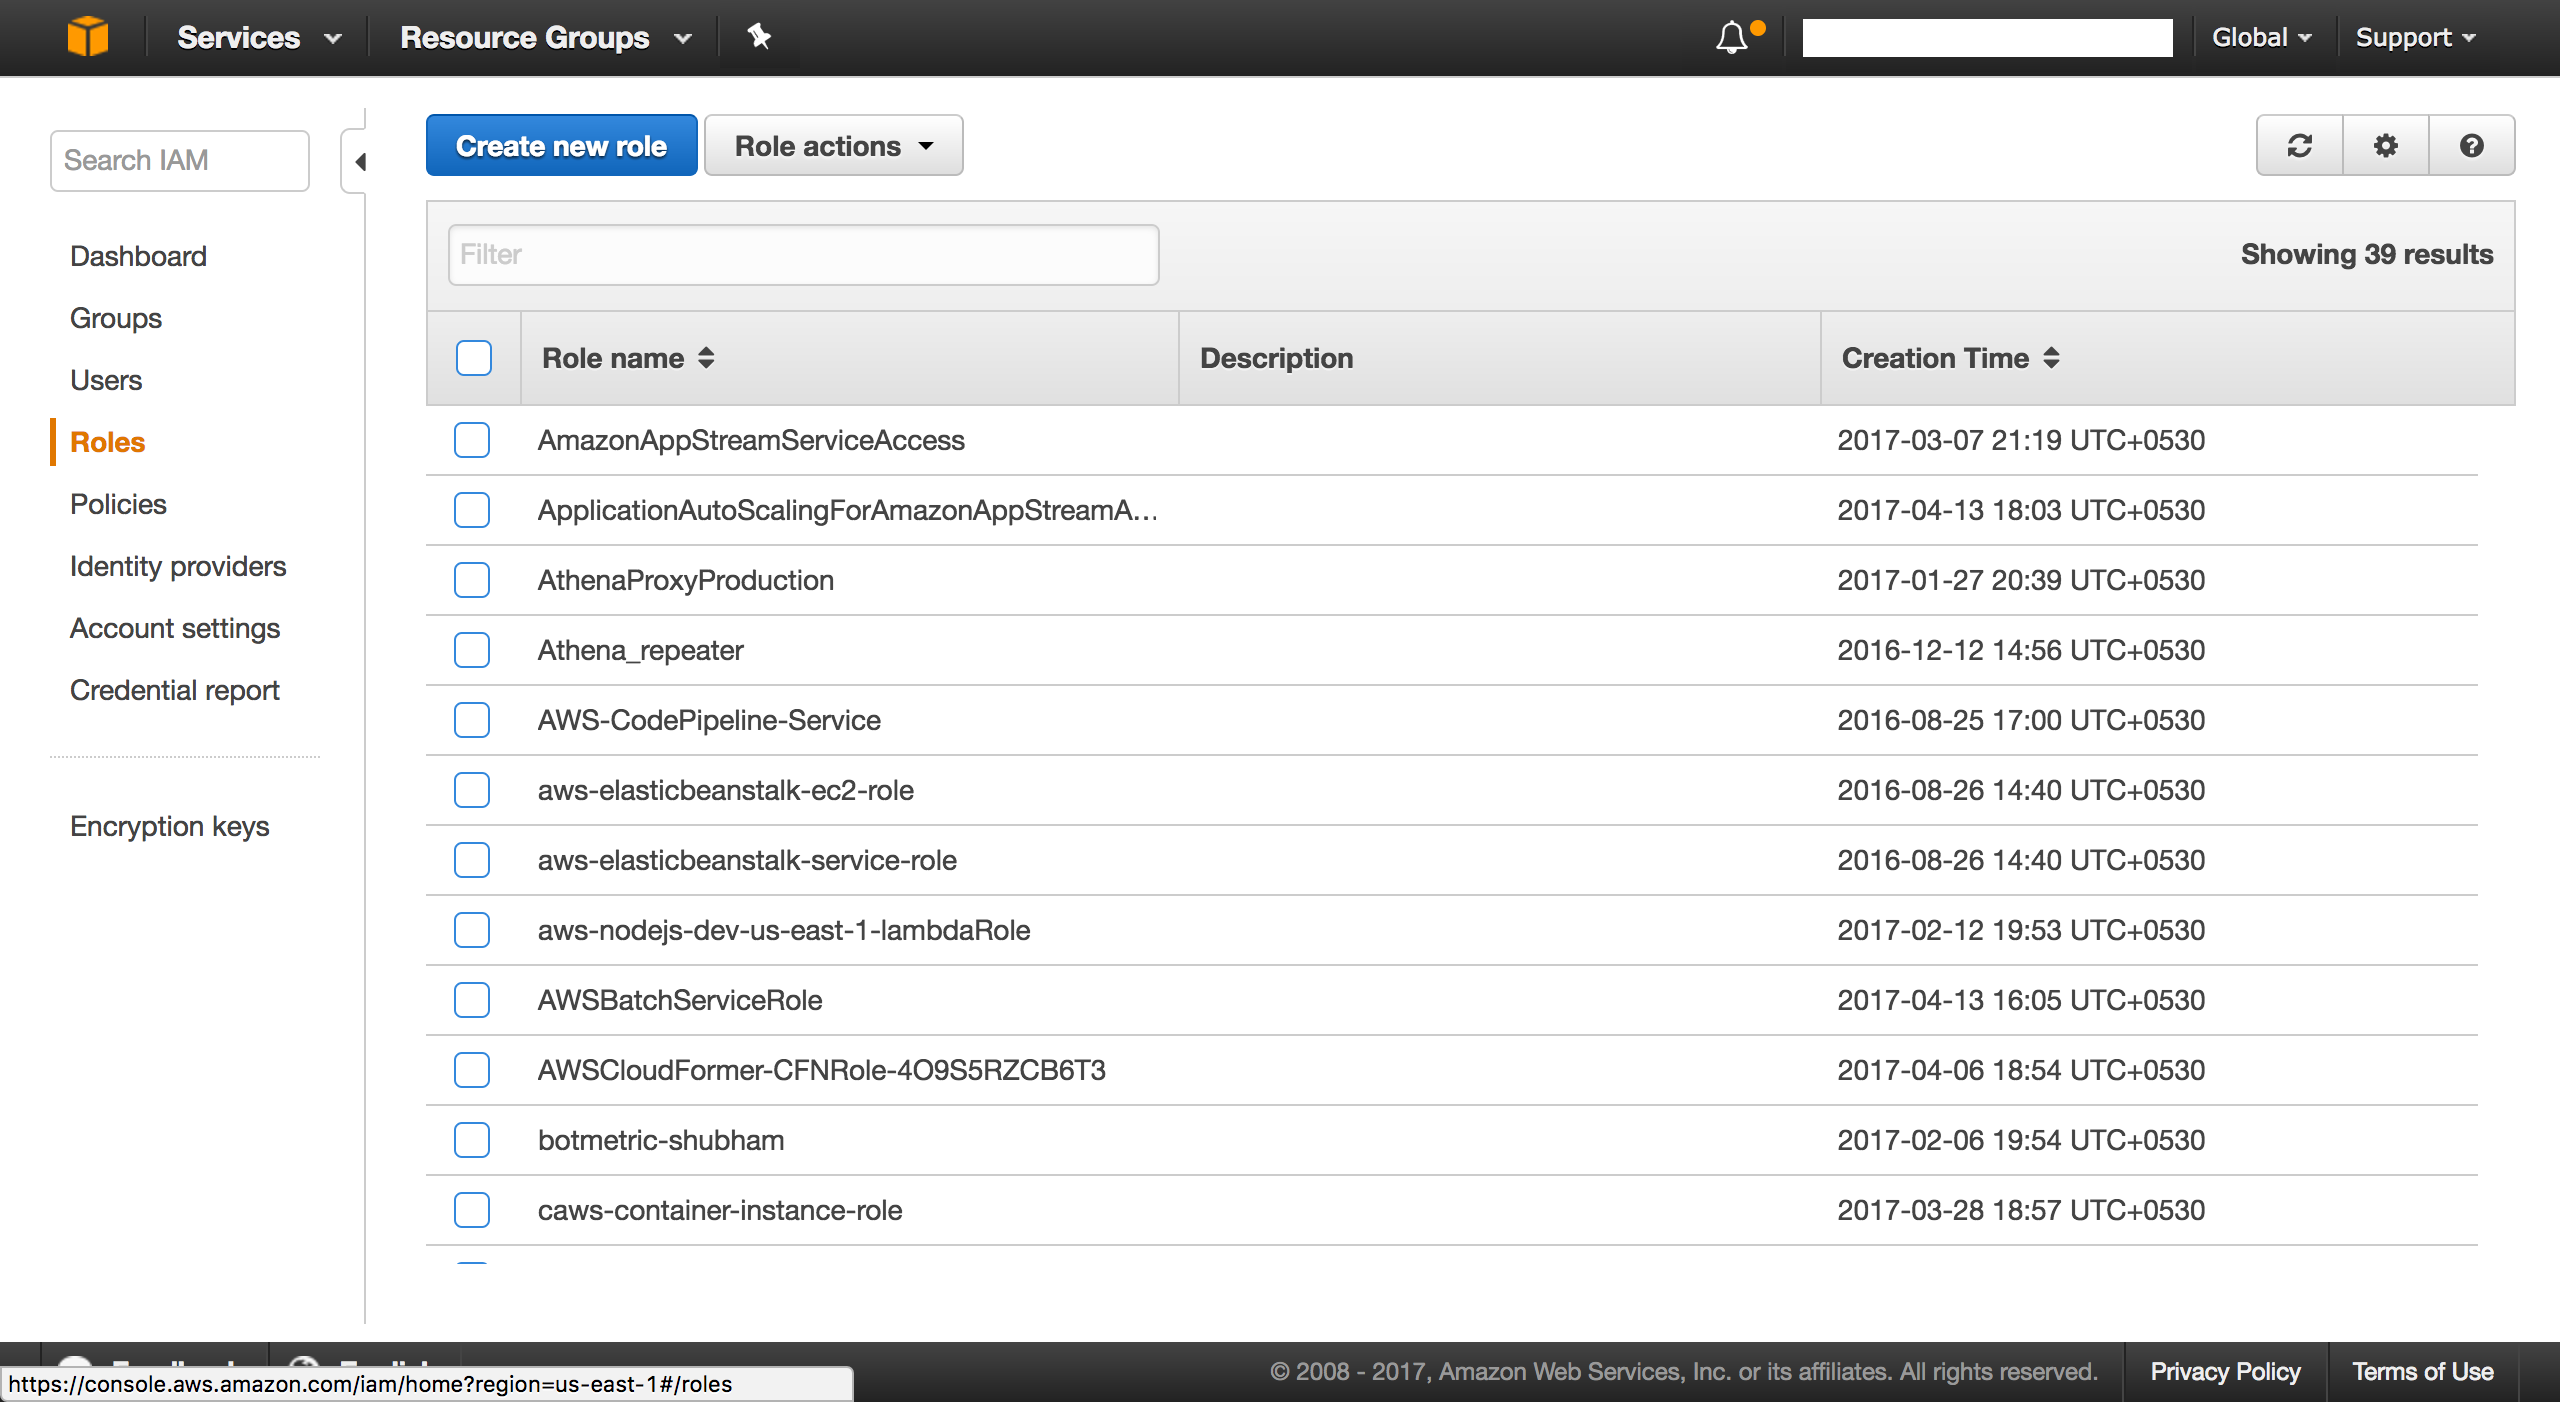 Services
Resource Groups
Global
Support
Search IAM
Dashboard
Groups
Users
Roles
Policies
Identity providers
Account settings
Credential report
Encryption keys
Create new role
Role actions
Filter
Showing 39 results
Role name
Description
Creation Time
AmazonAppStreamServiceAccess 2017-03-07 21:19 UTC+0530
ApplicationAutoScalingForAmazonAppStreamA... 2017-04-13 18:03 UTC+0530
AthenaProxyProduction 2017-01-27 20:39 UTC+0530
Athena_repeater 2016-12-12 14:56 UTC+0530
AWS-CodePipeline-Service 2016-08-25 17:00 UTC+0530
aws-elasticbeanstalk-ec2-role 2016-08-26 14:40 UTC+0530
aws-elasticbeanstalk-service-role 2016-08-26 14:40 UTC+0530
aws-nodejs-dev-us-east-1-lambdaRole 2017-02-12 19:53 UTC+0530
AWSBatchServiceRole 2017-04-13 16:05 UTC+0530
AWSCloudFormer-CFNRole-4O9S5RZCB6T3 2017-04-06 18:54 UTC+0530
botmetric-shubham 2017-02-06 19:54 UTC+0530
caws-container-instance-role 2017-03-28 18:57 UTC+0530
© 2008 - 2017, Amazon Web Services, Inc. or its affiliates. All rights reserved.
Privacy Policy
Terms of Use
https://console.aws.amazon.com/iam/home?region=us-east-1#/roles